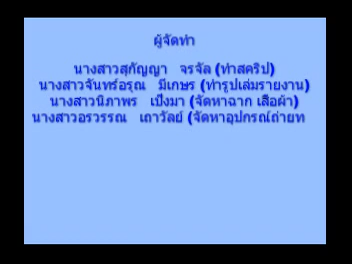 ผู้จัดทำ
นางสาวสุกัญญา จรจัล (ทำสคริป)
นางสาวจันทร์อรุณ มีเกษร (ทำรูปเล่มรายงาน)
นางสาวนิภาพร เป็งมา (จัดหาฉาก เสื้อผ้า)
นางสาวอรวรรณ เถาวัลย์ (จัดหาอุปกรณ์ถ่ายท